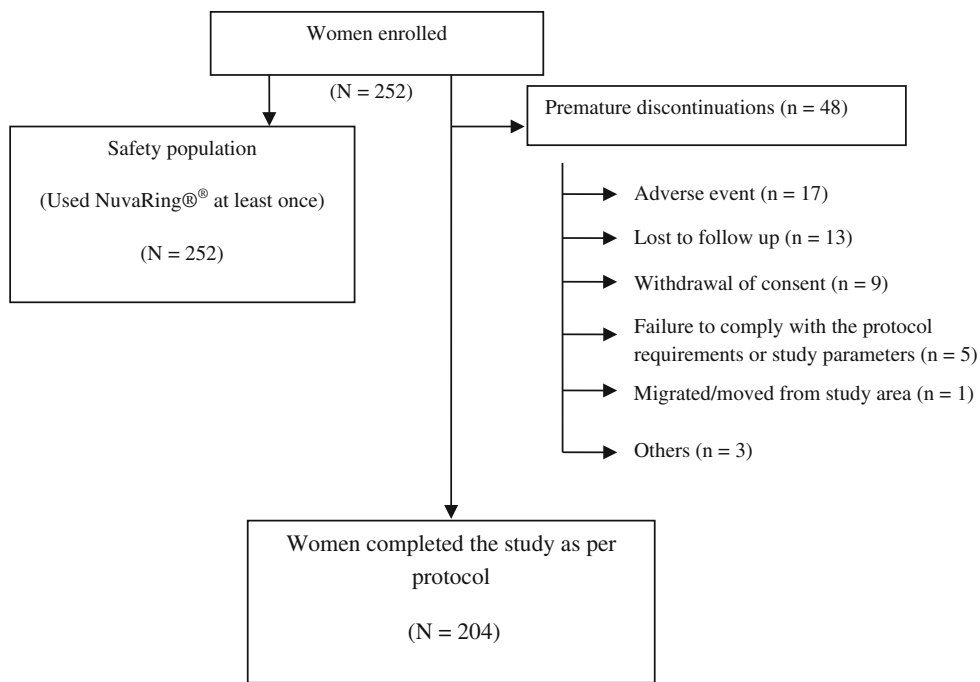 Women enrolled
(N = 252)
Premature discontinuations (n = 48)
Safety population
(Used NuvaRing®® at least once)
(N = 252)
Adverse event (n = 17)
Lost to follow up (n = 13)
Withdrawal of consent (n = 9)
Failure to comply with the protocol
requirements or study parameters (n = 5)
Migrated/moved from study area (n = 1)
Others (n = 3)
Women completed the study as per
protocol
(N = 204)